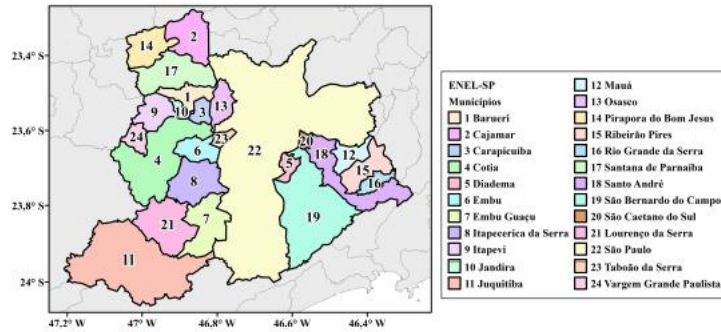 23,4° S
23,6° S
23,8° S
24° S
47,2° W
47° W
46,8° W
46,6° W
46,4° W
14
2
17
1
13
9
10
3
24
23
4
6
22
20
18
12
5
15
16
8
19
21
7
11
ENEL-SP
Municípios
1 Barueri
2 Cajamar
3 Carapicuiba
4 Cotia
5 Diadema
6 Embu
7 Embu Guaçu
8 Itapecerica da Serra
9 Itapevi
10 Jandira
11 Juquitiba
12 Mauá
13 Osasco
14 Pirapora do Bom Jesus
15 Ribeirão Pires
16 Rio Grande da Serra
17 Santana de Parnaíba
18 Santo André
19 São Bernardo do Campo
20 São Caetano do Sul
21 Lourenço da Serra
22 São Paulo
23 Taboão da Serra
24 Vargem Grande Paulista